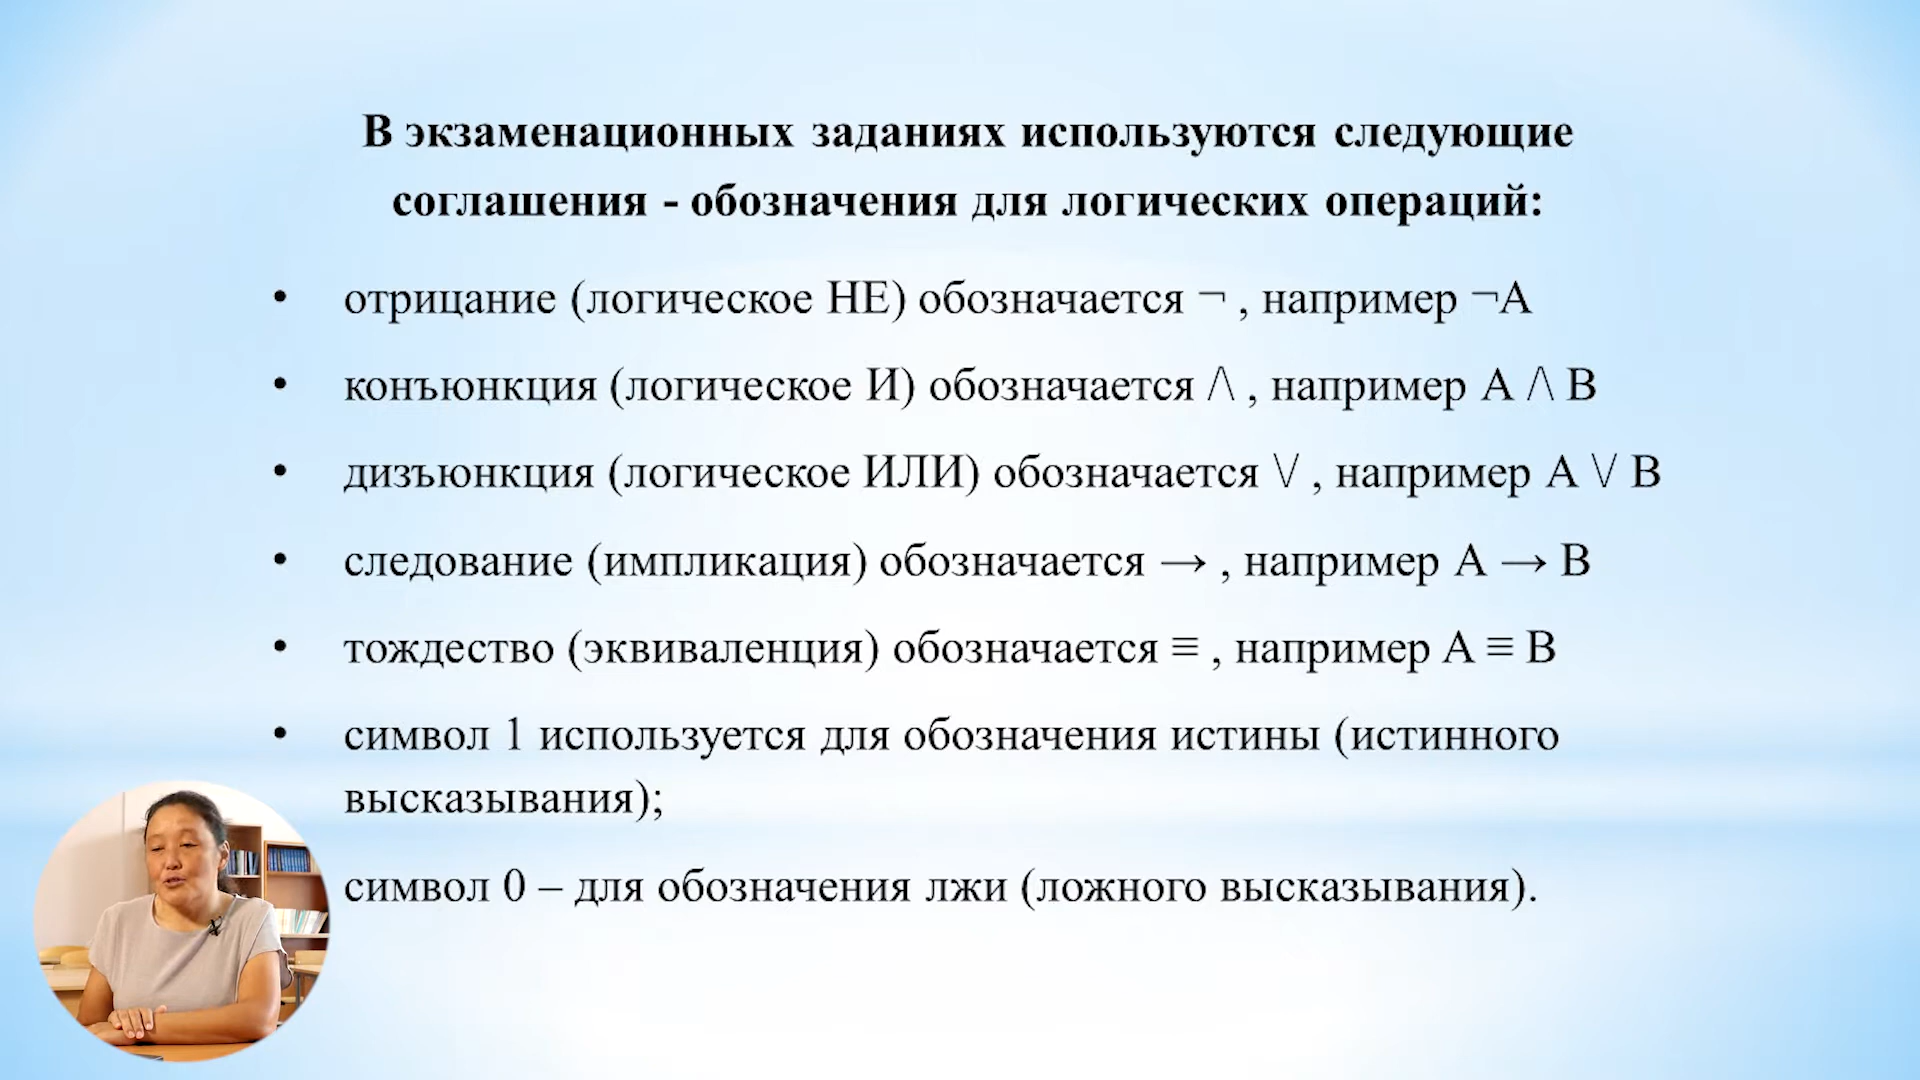 В экзаменационных заданиях используются следующие
соглашения - обозначения для логических операций:
• отрицание (логическое НЕ) обозначается ¬ , например ¬А
• конъюнкция (логическое И) обозначается /\ , например А /\ В
• дизъюнкция (логическое ИЛИ) обозначается \/ , например А \/ В
• следование (импликация) обозначается → , например А → В
• тождество (эквиваленция) обозначается ≡ , например А ≡ В
• символ 1 используется для обозначения истины (истинного
высказывания);
символ 0 – для обозначения лжи (ложного высказывания).